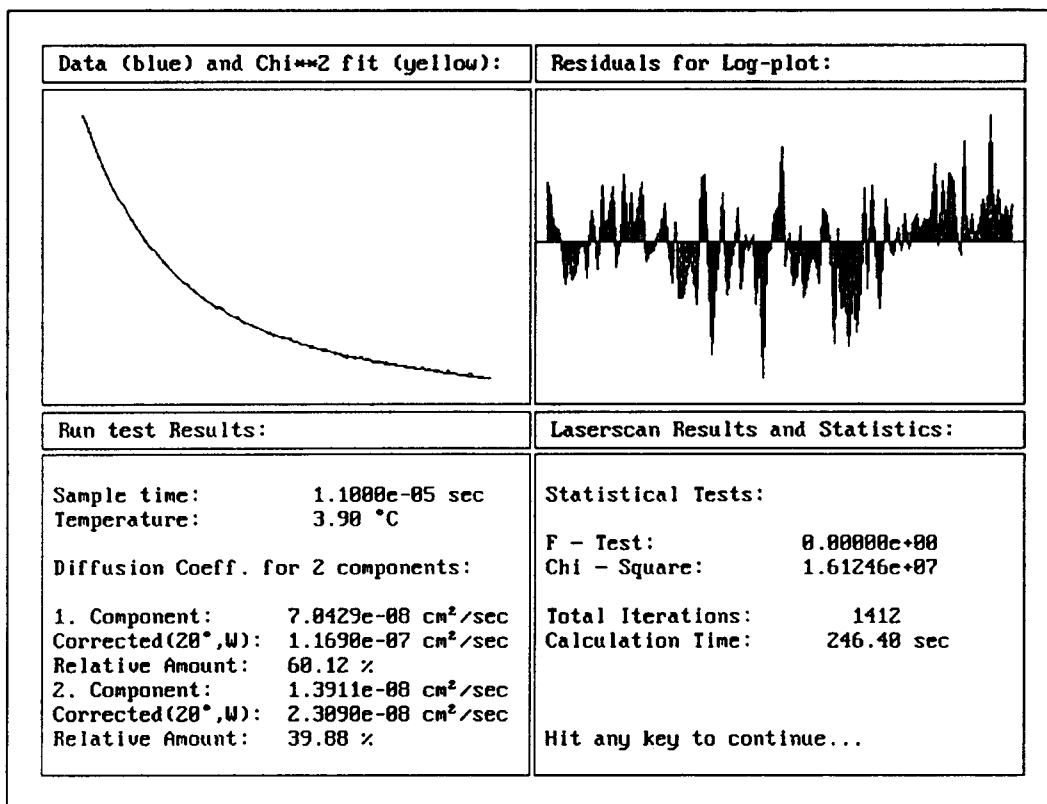 Data (blue) and Chi**2 fit (yellow):
Residuals for Log-plot:
Run test Results:
Sample time: 1.1000e-05 sec
Temperature: 3.90 °C
Diffusion Coeff. for 2 components:
1. Component: 7.0429e-08 cm²/sec
Corrected(20°,W): 1.1690e-07 cm²/sec
Relative Amount: 60.12 %
2. Component: 1.3911e-08 cm²/sec
Corrected(20°,W): 2.3090e-08 cm²/sec
Relative Amount: 39.88 %
Laserscan Results and Statistics:
Statistical Tests:
F - Test: 0.00000e+00
Chi - Square: 1.61246e+07
Total Iterations: 1412
Calculation Time: 246.40 sec
Hit any key to continue...